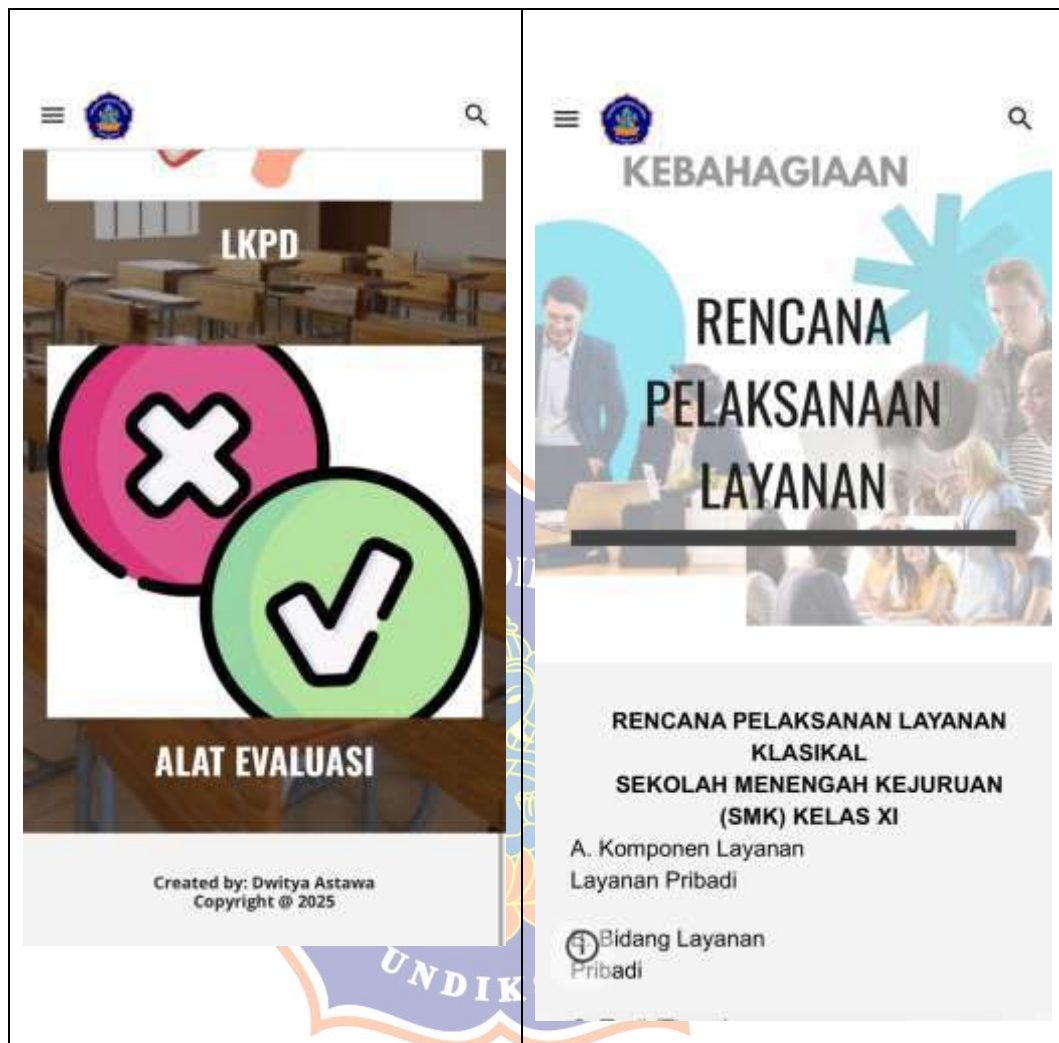 LKPD
ALAT EVALUASI
Created by: Dwitya Astawa
Copyright @ 2025
KEBAHAGIAAN
RENCANA
PELAKSANAAN
LAYANAN
RENCANA PELAKSANAN LAYANAN
KLASIKAL
SEKOLAH MENENGAH KEJURUAN
(SMK) KELAS XI
A. Komponen Layanan
Layanan Pribadi
Bidang Layanan
Pribadi